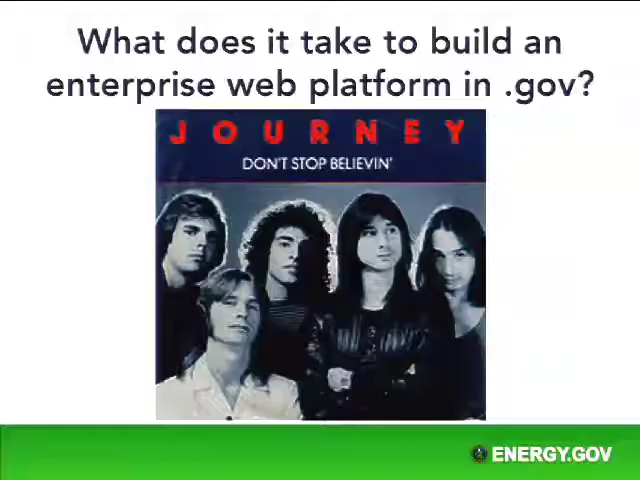 What does it take to build an
enterprise web platform in .gov?
JOURNEY
DON'T STOP BELIEVIN'
ENERGY.GOV